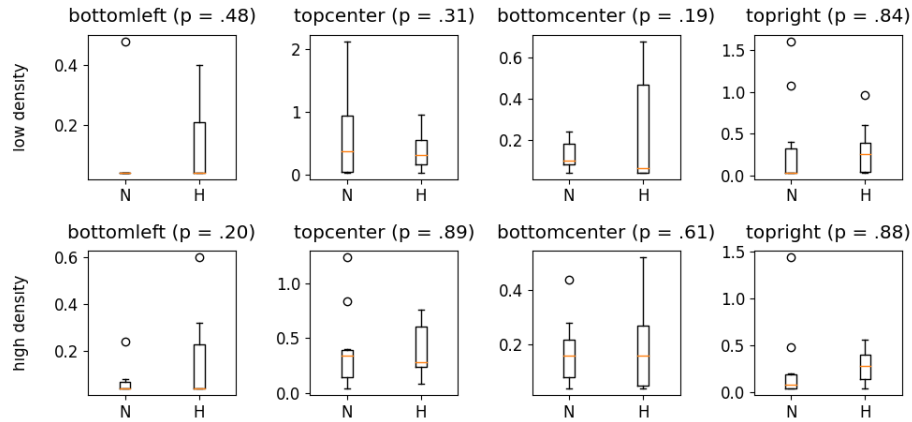 bottomleft (p = .48) topcenter (p = .31) bottomcenter (p = .19) topright (p = .84)
low density
0.4
0.2
N H
2
1
0
N H
0.6
0.4
0.2
N H
1.5
1.0
0.5
0.0
N H
bottomleft (p = .20) topcenter (p = .89) bottomcenter (p = .61) topright (p = .88)
high density
0.6
0.4
0.2
N H
1.0
0.5
0.0
N H
0.4
0.2
N H
1.5
1.0
0.5
0.0
N H